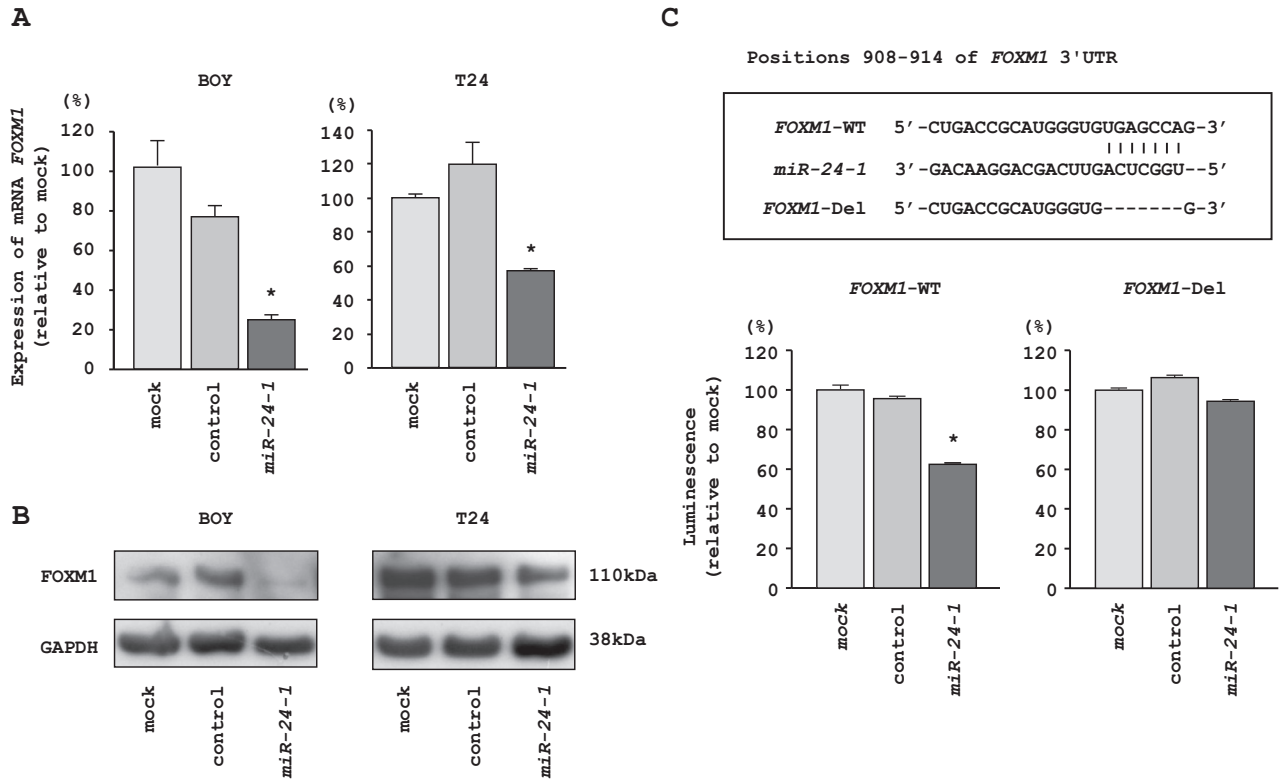 A
BOY
T24
Expression of mRNA FOXM1
(relative to mock)
(%)
120
100
80
60
40
20
0
*
mock
control
miR-24-1
(%)
140
120
100
80
60
40
20
0
*
mock
control
miR-24-1
B
BOY
T24
FOXM1
110kDa
GAPDH
38kDa
mock
control
miR-24-1
mock
control
miR-24-1
C
Positions 908-914 of FOXM1 3'UTR
FOXM1-WT 5’-CUGACCGCAUGGGUGUGAGCCAG-3’
miR-24-1 3’-GACAAGGACGACUUGACUCGGU--5’
FOXM1-Del 5’-CUGACCGCAUGGGUG-------G-3’
FOXM1-WT
FOXM1-Del
Luminescence
(relative to mock)
(%)
120
100
80
60
40
20
0
*
mock
control
miR-24-1
(%)
120
100
80
60
40
20
0
mock
control
miR-24-1